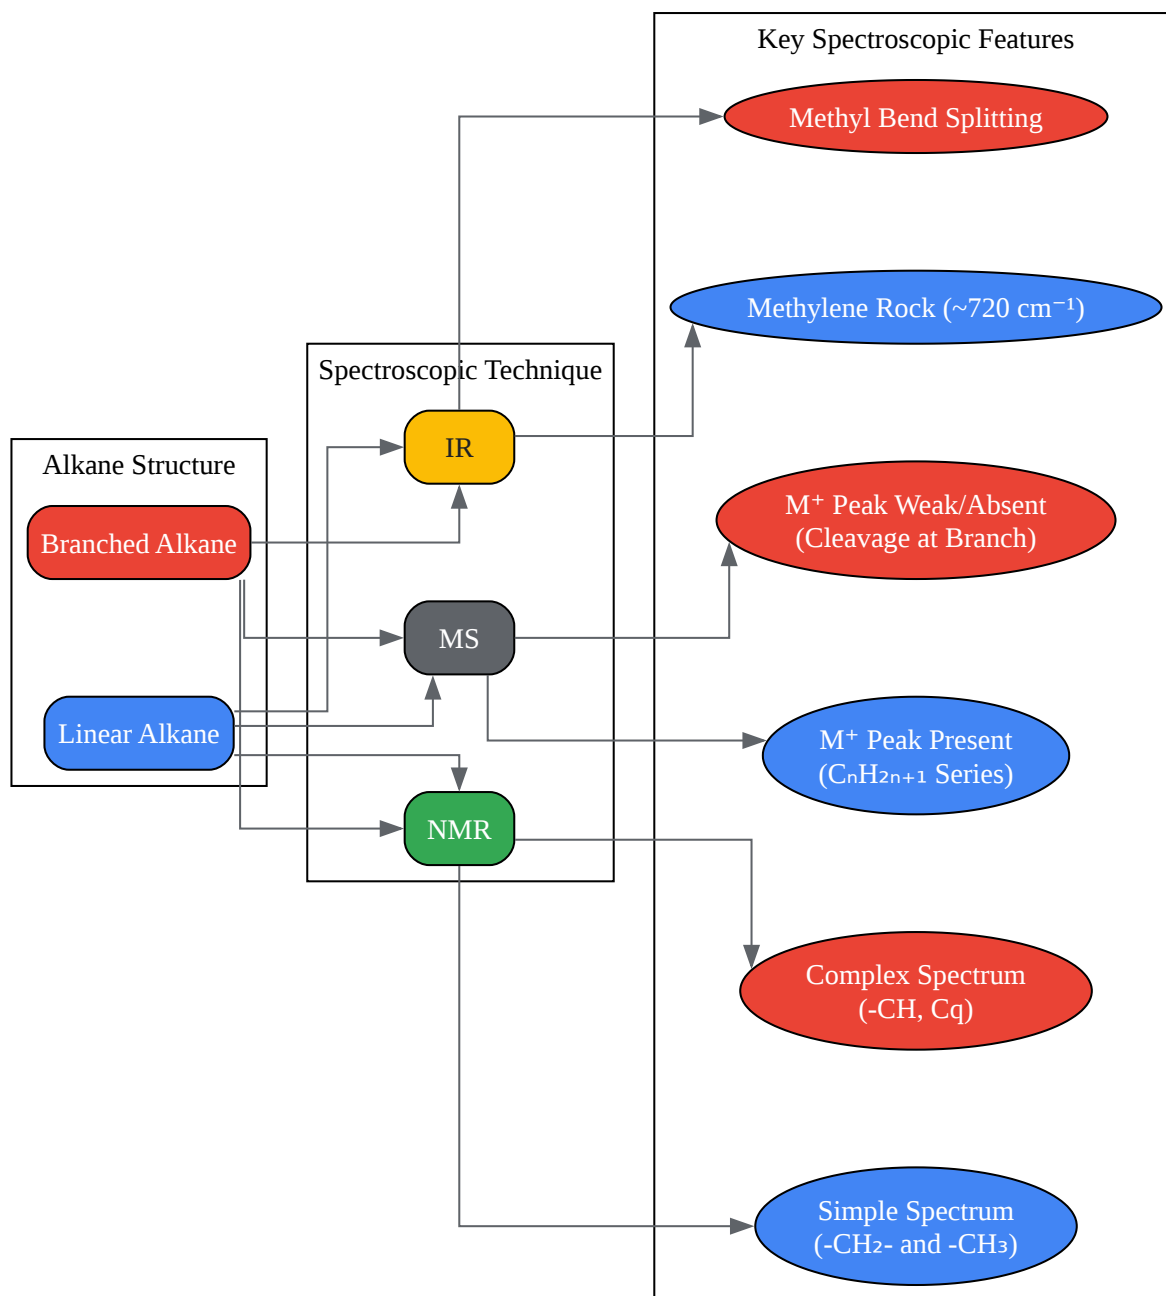 Key Spectroscopic Features
Methyl Bend Splitting
Methylene Rock (~720 cm⁻¹)
Spectroscopic Technique
IR
Alkane Structure
Branched Alkane
M⁺ Peak Weak/Absent
(Cleavage at Branch)
MS
Linear Alkane
M⁺ Peak Present
(CₙH₂ₙ₊₁ Series)
NMR
Complex Spectrum
(-CH, Cq)
Simple Spectrum
(-CH₂- and -CH₃)